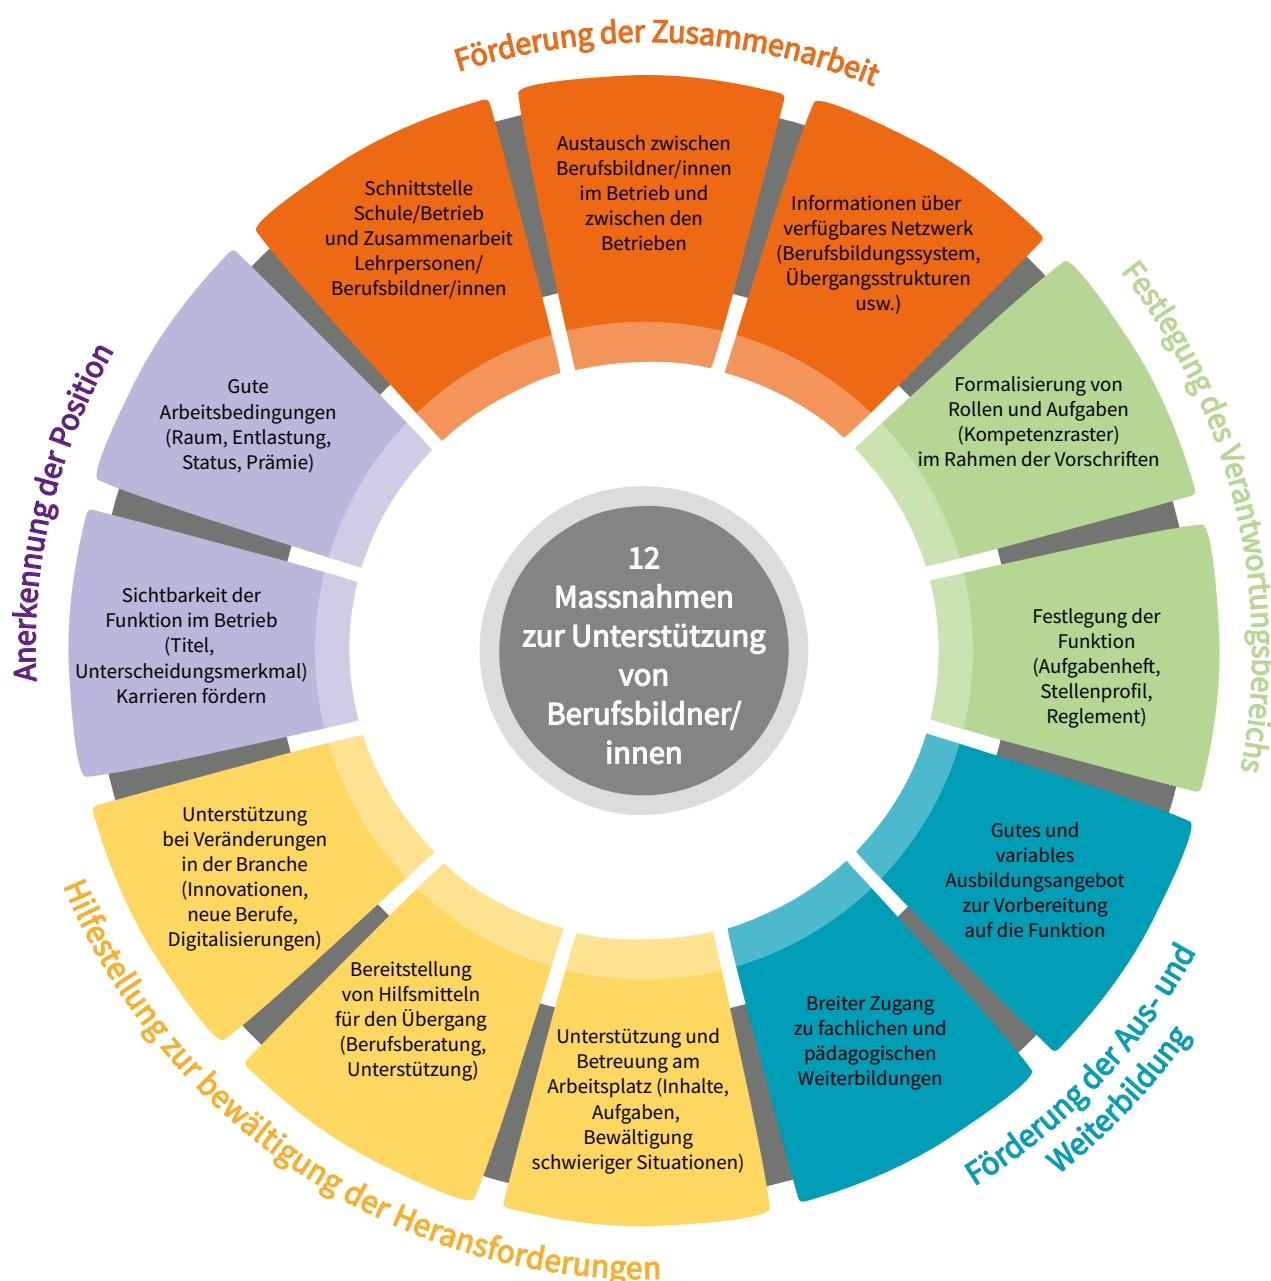 Förderung der Zusammenarbeit
Schnittstelle
Schule/Betrieb
und Zusammenarbeit
Lehrpersonen/
Berufsbildner/innen
Austausch zwischen
Berufsbildner/innen
im Betrieb und
zwischen den
Betrieben
Informationen über
verfügbares Netzwerk
(Berufsbildungssystem,
Übergangsstrukturen
usw.)
Festlegung des Verantwortungsbereichs
Formalisierung von
Rollen und Aufgaben
(Kompetenzraster)
im Rahmen der Vorschriften
Festlegung der
Funktion
(Aufgabenheft,
Stellenprofil,
Reglement)
Förderung der Aus- und
Weiterbildung
Gutes und
variables
Ausbildungsangebot
zur Vorbereitung
auf die Funktion
Breiter Zugang
zu fachlichen und
pädagogischen
Weiterbildungen
Hilfestellung zur bewältigung der Heransforderungen
Unterstützung und
Betreuung am
Arbeitsplatz (Inhalte,
Aufgaben,
Bewältigung
schwieriger Situationen)
Bereitstellung
von Hilfsmitteln
für den Übergang
(Berufsberatung,
Unterstützung)
Unterstützung
bei Veränderungen
in der Branche
(Innovationen,
neue Berufe,
Digitalisierungen)
Anerkennung der Position
Sichtbarkeit der
Funktion im Betrieb
(Titel,
Unterscheidungsmerkmal)
Karrieren fördern
Gute
Arbeitsbedingungen
(Raum, Entlastung,
Status, Prämie)
12
Massnahmen
zur Unterstützung
von
Berufsbildner/
innen